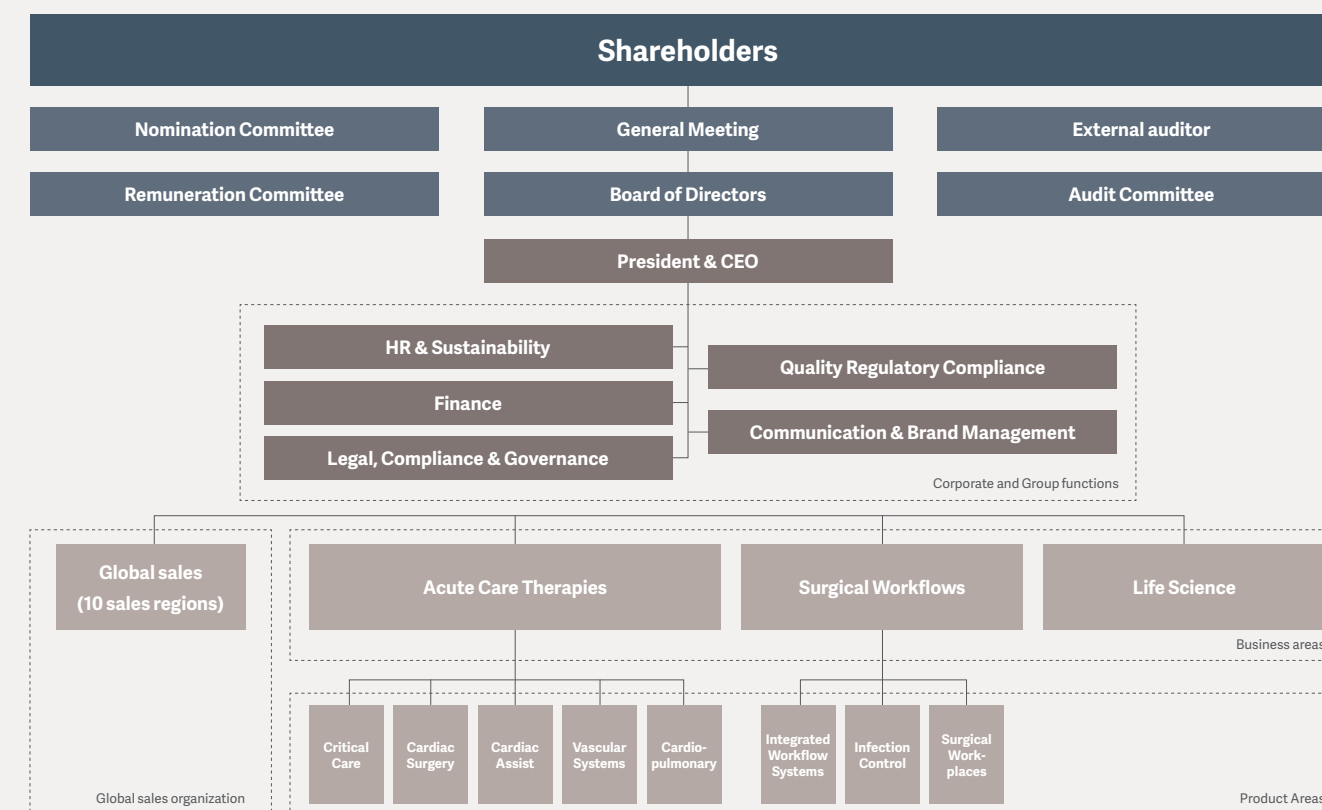 Shareholders
Nomination Committee
General Meeting
External auditor
Remuneration Committee
Board of Directors
Audit Committee
President & CEO
HR & Sustainability
Quality Regulatory Compliance
Finance
Communication & Brand Management
Legal, Compliance & Governance
Corporate and Group functions
Global sales
(10 sales regions)
Acute Care Therapies
Surgical Workflows
Life Science
Business areas
Critical
Care
Cardiac
Surgery
Cardiac
Assist
Vascular
Systems
Cardio-
pulmonary
Integrated
Workflow
Systems
Infection
Control
Surgical
Work-
places
Global sales organization
Product Areas